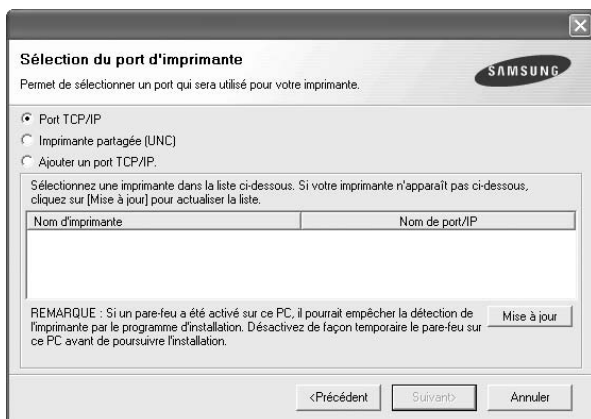 Sélection du port d'imprimante
Permet de sélectionner un port qui sera utilisé pour votre imprimante.
SAMSUNG
Port TCP/IP
Imprimante partagée (UNC)
Ajouter un port TCP/IP.
Sélectionnez une imprimante dans la liste ci-dessous. Si votre imprimante n'apparaît pas ci-dessous,
cliquez sur [Mise à jour] pour actualiser la liste.
Nom d'imprimante Nom de port/IP
REMARQUE : Si un pare-feu a été activé sur ce PC, il pourrait empêcher la détection de
l'imprimante par le programme d'installation. Désactivez de façon temporaire le pare-feu sur
ce PC avant de poursuivre l'installation.
Mise à jour
<Précédent Suivant> Annuler